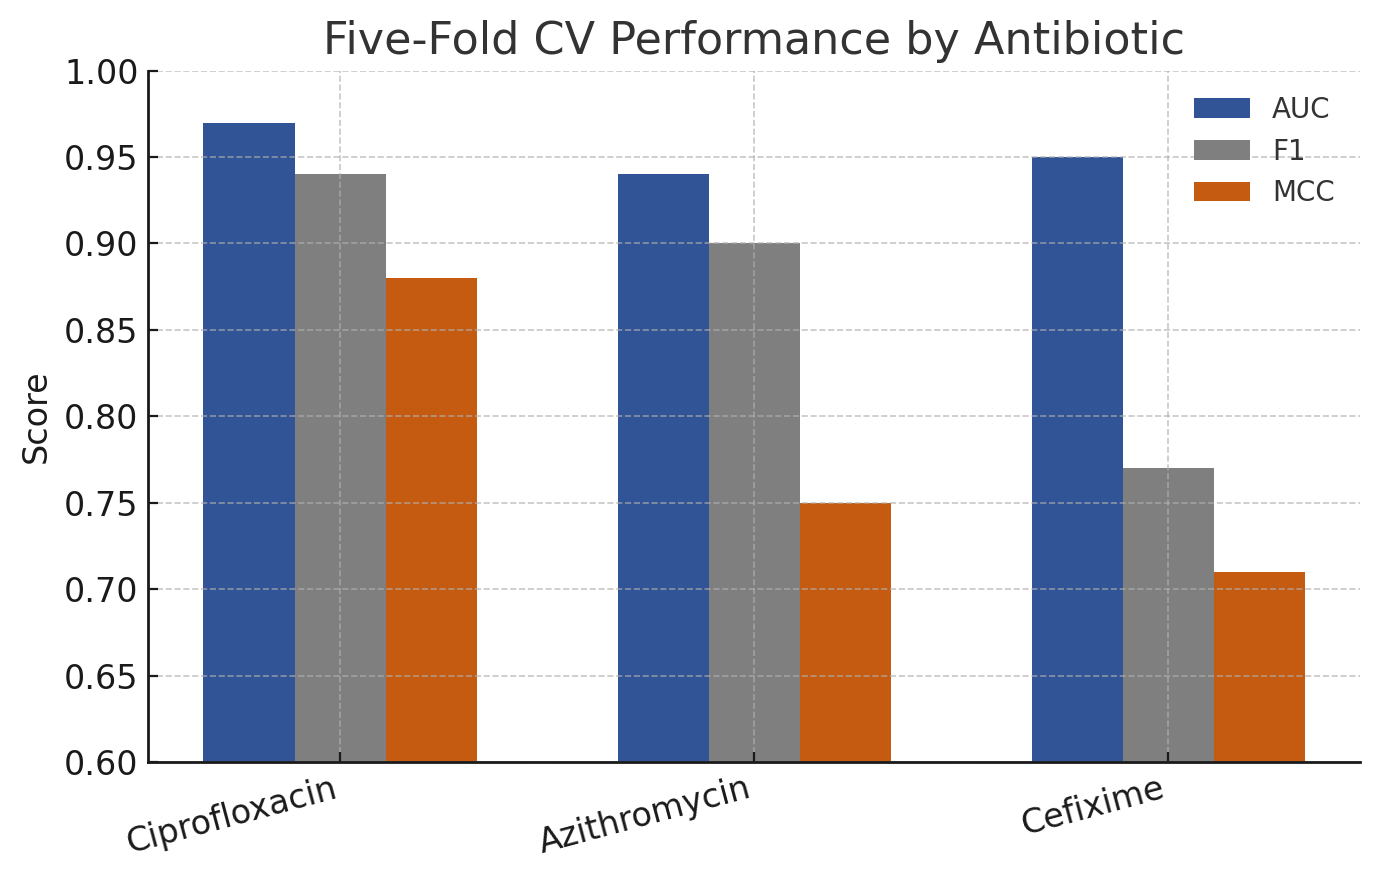 Five-Fold CV Performance by Antibiotic
1.00
0.95
0.90
0.85
0.80
0.75
0.70
0.65
0.60
Score
AUC
F1
MCC
Ciprofloxacin
Azithromycin
Cefixime